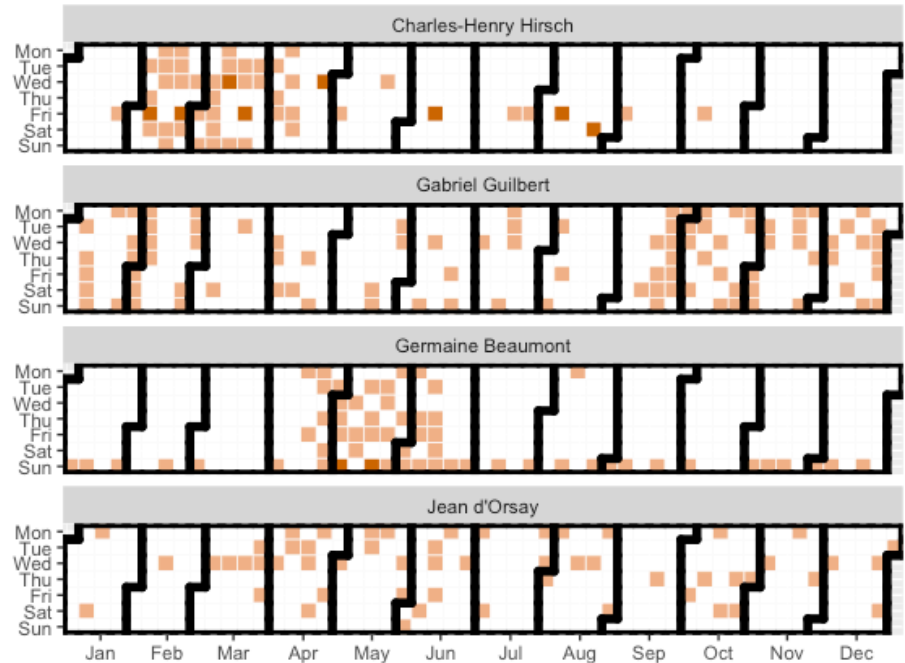 Charles-Henry Hirsch
Mon
Tue
Wed
Thu
Fri
Sat
Sun
Gabriel Guilbert
Mon
Tue
Wed
Thu
Fri
Sat
Sun
Germaine Beaumont
Mon
Tue
Wed
Thu
Fri
Sat
Sun
Jean d'Orsay
Mon
Tue
Wed
Thu
Fri
Sat
Sun
Jan Feb Mar Apr May Jun Jul Aug Sep Oct Nov Dec